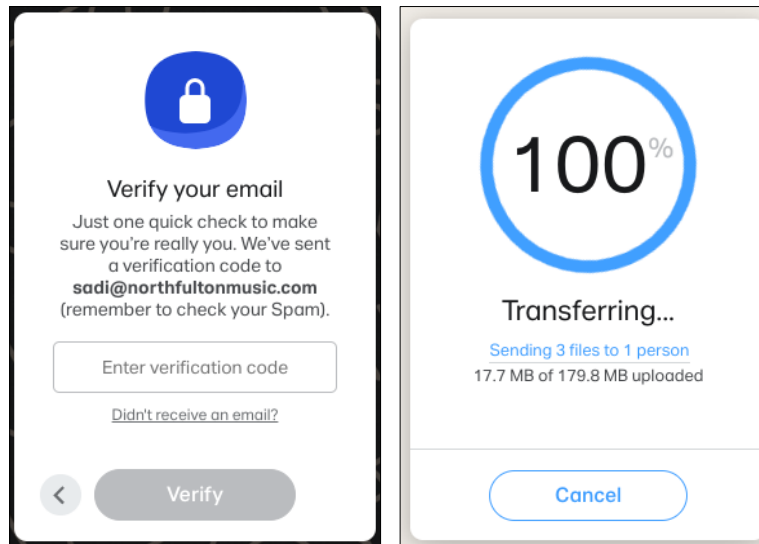 Verify your email
Just one quick check to make
sure you're really you. We've sent
a verification code to
sadi@northfultonmusic.com
(remember to check your Spam).
Enter verification code
Didn't receive an email?
Verify
100%
Transferring...
Sending 3 files to 1 person
17.7 MB of 179.8 MB uploaded
Cancel